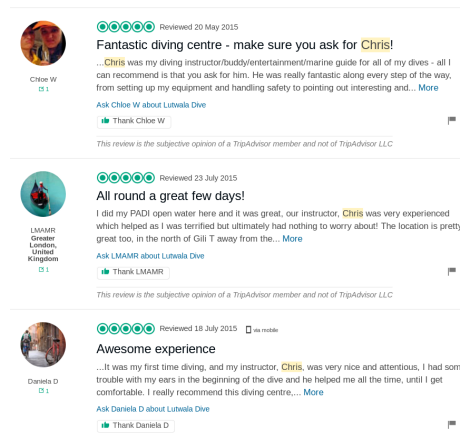 Reviewed 20 May 2015
Fantastic diving centre - make sure you ask for Chris!
...Chris was my diving instructor/buddy/entertainment/marine guide for all of my dives - all I
can recommend is that you ask for him. He was really fantastic along every step of the way,
from setting up my equipment and handling safety to pointing out interesting and... More
Chloe W
1
Ask Chloe W about Lutwala Dive
Thank Chloe W
This review is the subjective opinion of a TripAdvisor member and not of TripAdvisor LLC
Reviewed 23 July 2015
All round a great few days!
I did my PADI open water here and it was great, our instructor, Chris was very experienced
which helped as I was terrified but ultimately had nothing to worry about! The location is pretty
great too, in the north of Gili T away from the... More
LMAMR
Greater
London,
United
Kingdom
1
Ask LMAMR about Lutwala Dive
Thank LMAMR
This review is the subjective opinion of a TripAdvisor member and not of TripAdvisor LLC
Reviewed 18 July 2015 via mobile
Awesome experience
...It was my first time diving, and my instructor, Chris, was very nice and attentious, I had som
trouble with my ears in the beginning of the dive and he helped me all the time, until I get
comfortable. I really recommend this diving centre,... More
Daniela D
1
Ask Daniela D about Lutwala Dive
Thank Daniela D